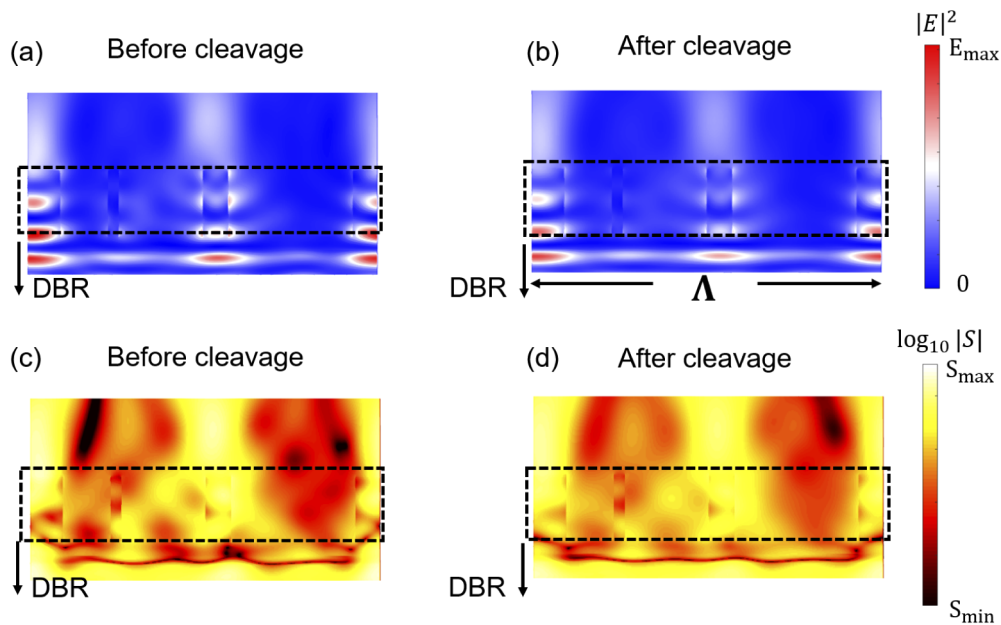 (a) Before cleavage
(b) After cleavage
|E|²
E_max
0
DBR
DBR
Λ
(c) Before cleavage
(d) After cleavage
log₁₀ |S|
S_max
S_min
DBR
DBR